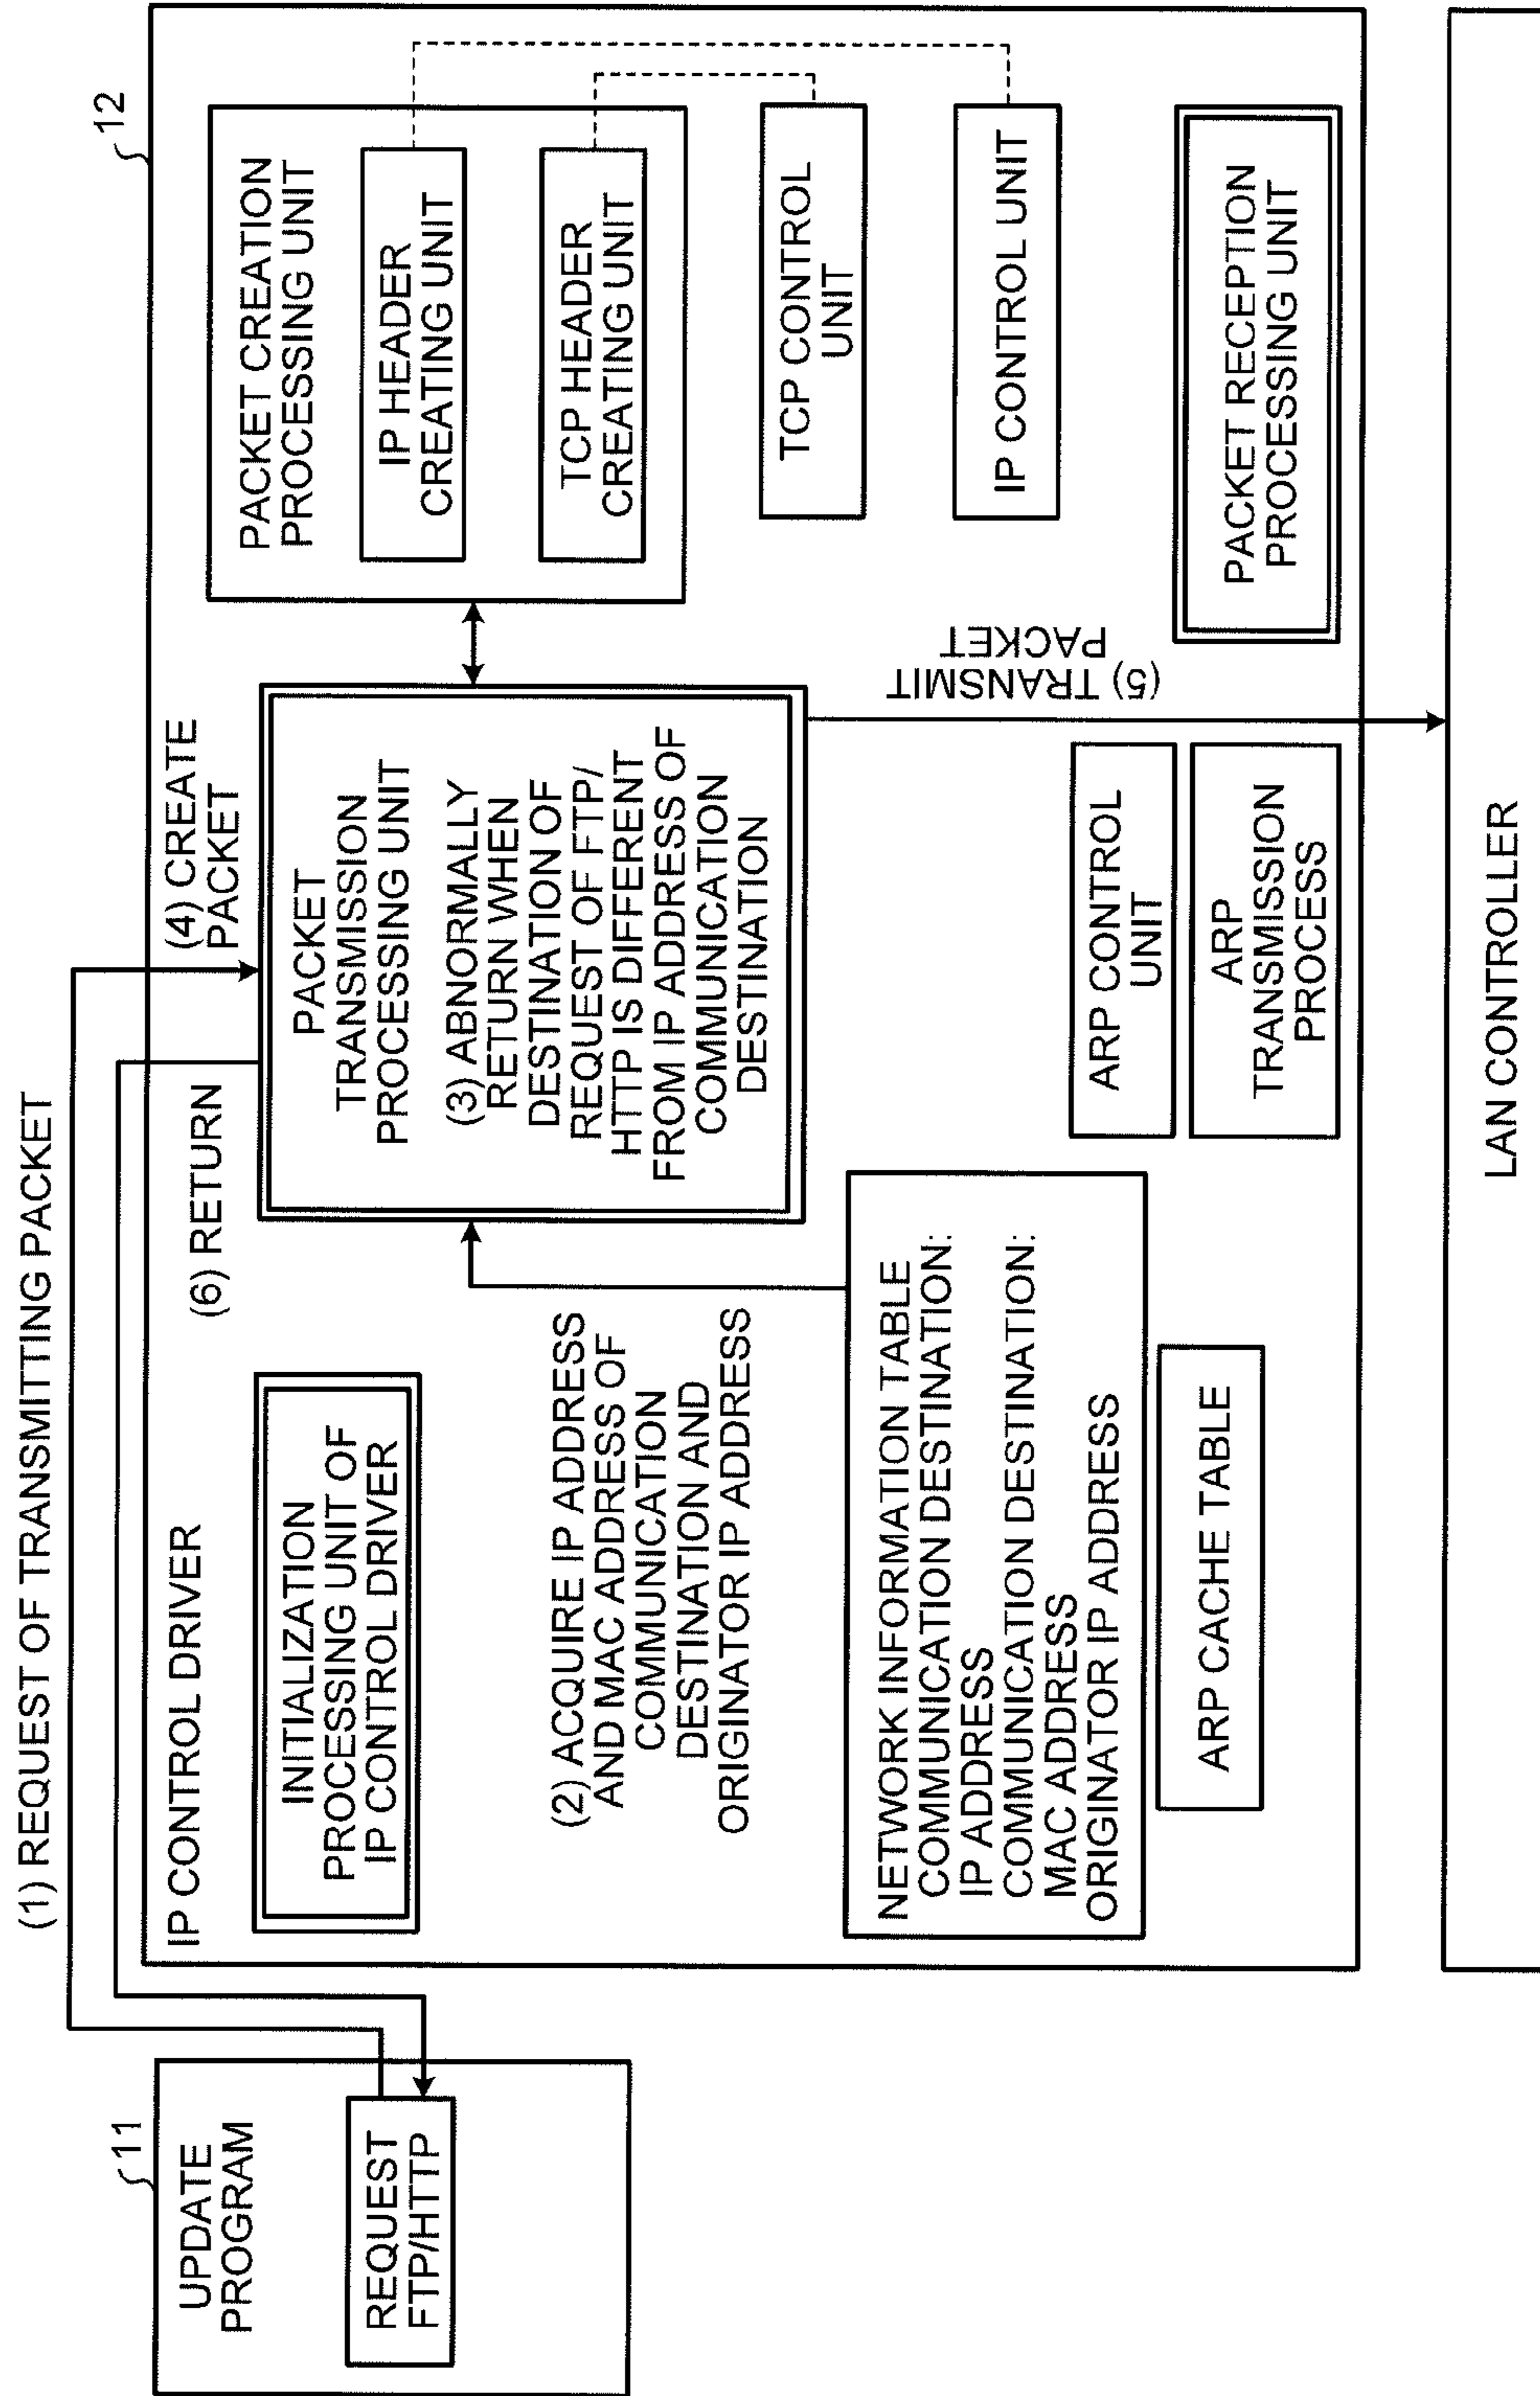 (1) REQUEST OF TRANSMITTING PACKET
11
UPDATE
PROGRAM
REQUEST
FTP/HTTP
12
IP CONTROL DRIVER
(6) RETURN
(4) CREATE
PACKET
INITIALIZATION
PROCESSING UNIT OF
IP CONTROL DRIVER
(2) ACQUIRE IP ADDRESS
AND MAC ADDRESS OF
COMMUNICATION
DESTINATION AND
ORIGINATOR IP ADDRESS
NETWORK INFORMATION TABLE
COMMUNICATION DESTINATION:
IP ADDRESS
COMMUNICATION DESTINATION:
MAC ADDRESS
ORIGINATOR IP ADDRESS
ARP CACHE TABLE
PACKET
TRANSMISSION
PROCESSING UNIT
(3) ABNORMALLY
RETURN WHEN
DESTINATION OF
REQUEST OF FTP/
HTTP IS DIFFERENT
FROM IP ADDRESS OF
COMMUNICATION
DESTINATION
(5) TRANSMIT
PACKET
ARP CONTROL
UNIT
ARP
TRANSMISSION
PROCESS
PACKET CREATION
PROCESSING UNIT
IP HEADER
CREATING UNIT
TCP HEADER
CREATING UNIT
TCP CONTROL
UNIT
IP CONTROL UNIT
PACKET RECEPTION
PROCESSING UNIT
LAN CONTROLLER